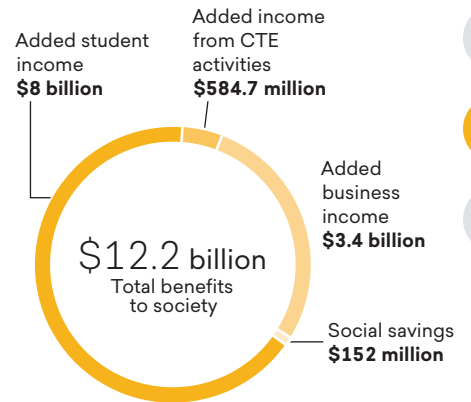 Added student
income
$8 billion
Added income
from CTE
activities
$584.7 million
Added
business
income
$3.4 billion
$12.2 billion
Total benefits
to society
Social savings
$152 million